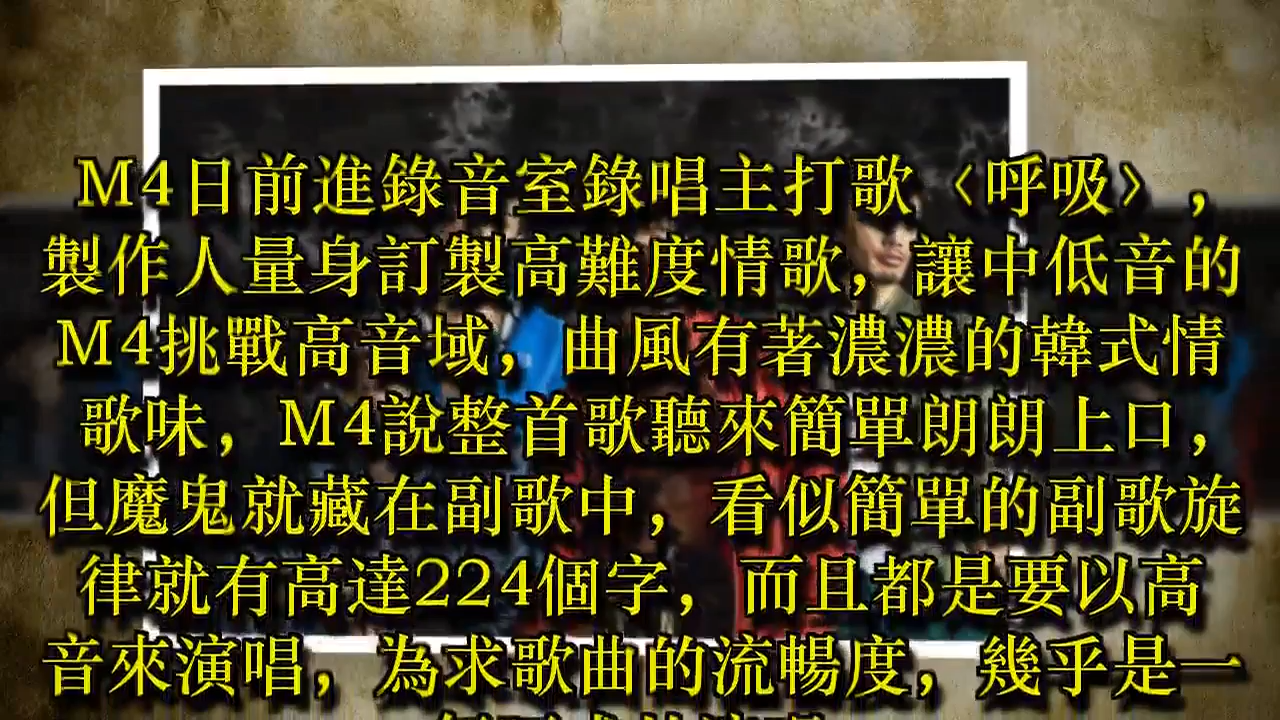 M4日前進錄音室錄唱主打歌〈呼吸〉，
製作人量身訂製高難度情歌，讓中低音的
M4挑戰高音域，曲風有著濃濃的韓式情
歌味，M4說整首歌聽來簡單朗朗上口，
但魔鬼就藏在副歌中，看似簡單的副歌旋
律就有高達224個字，而且都是要以高
音來演唱，為求歌曲的流暢度，幾乎是一